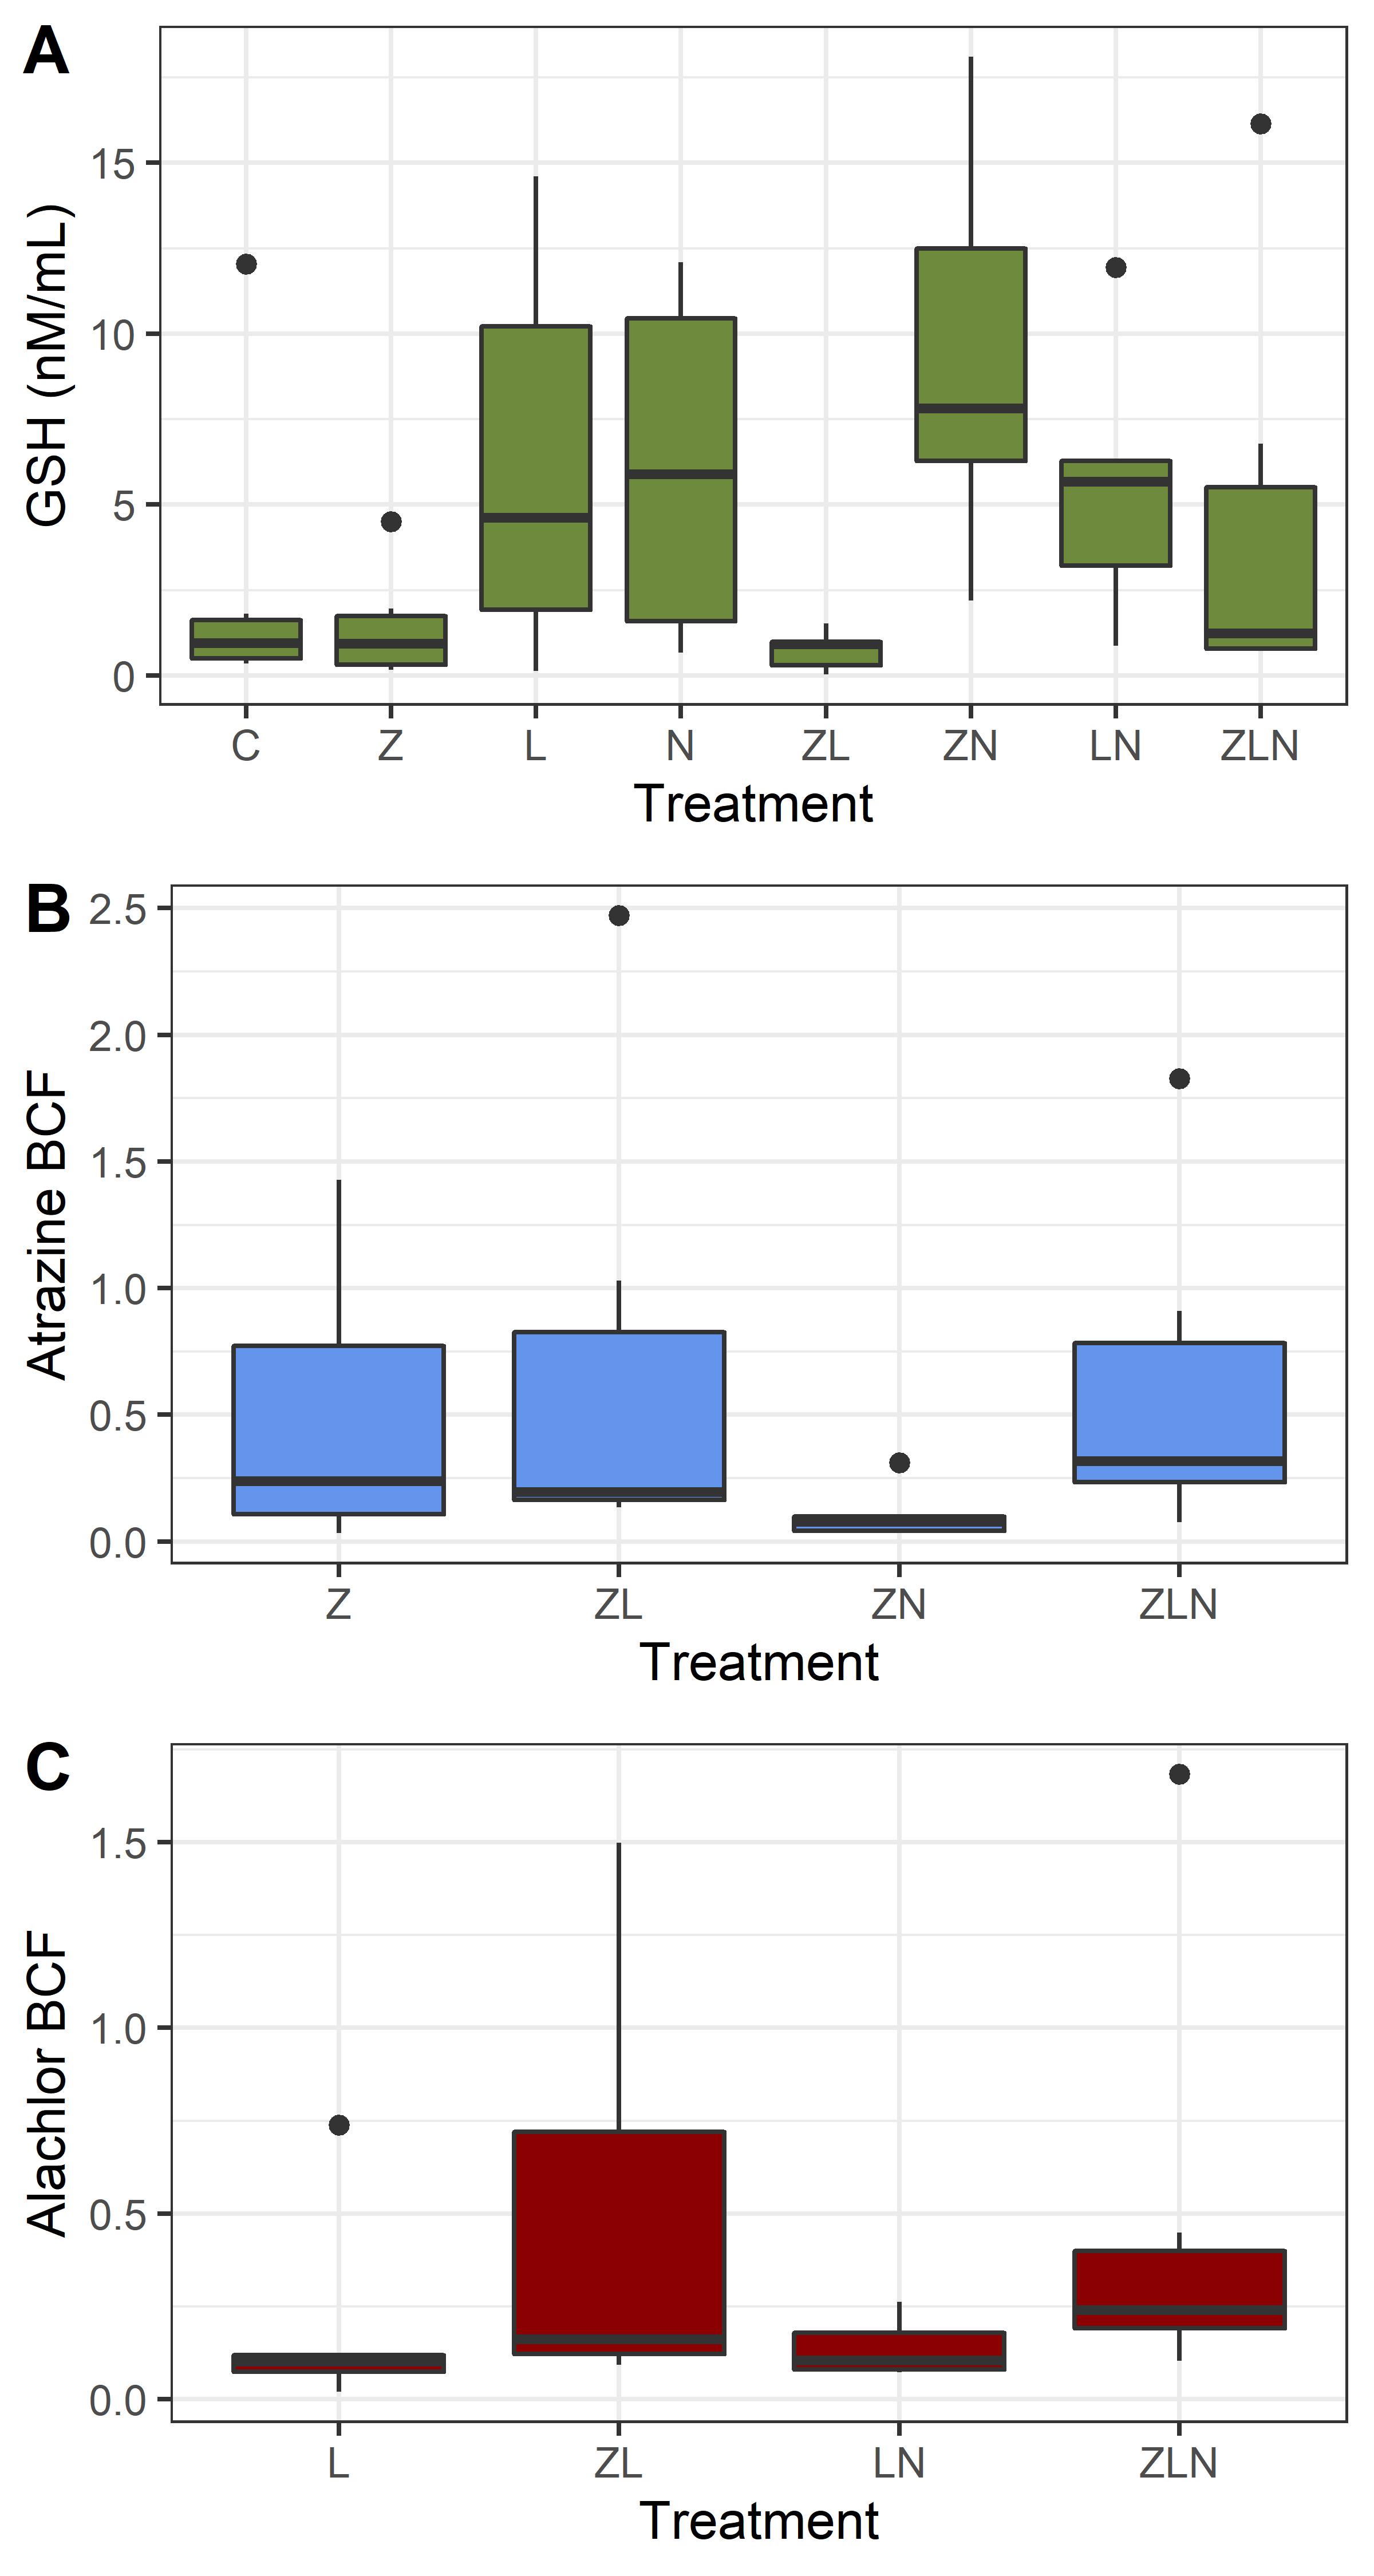 A
GSH (nM/mL)
15
10
5
0
C Z L N ZL ZN LN ZLN
Treatment
B
Atrazine BCF
2.5
2.0
1.5
1.0
0.5
0.0
Z ZL ZN ZLN
Treatment
C
Alachlor BCF
1.5
1.0
0.5
0.0
L ZL LN ZLN
Treatment